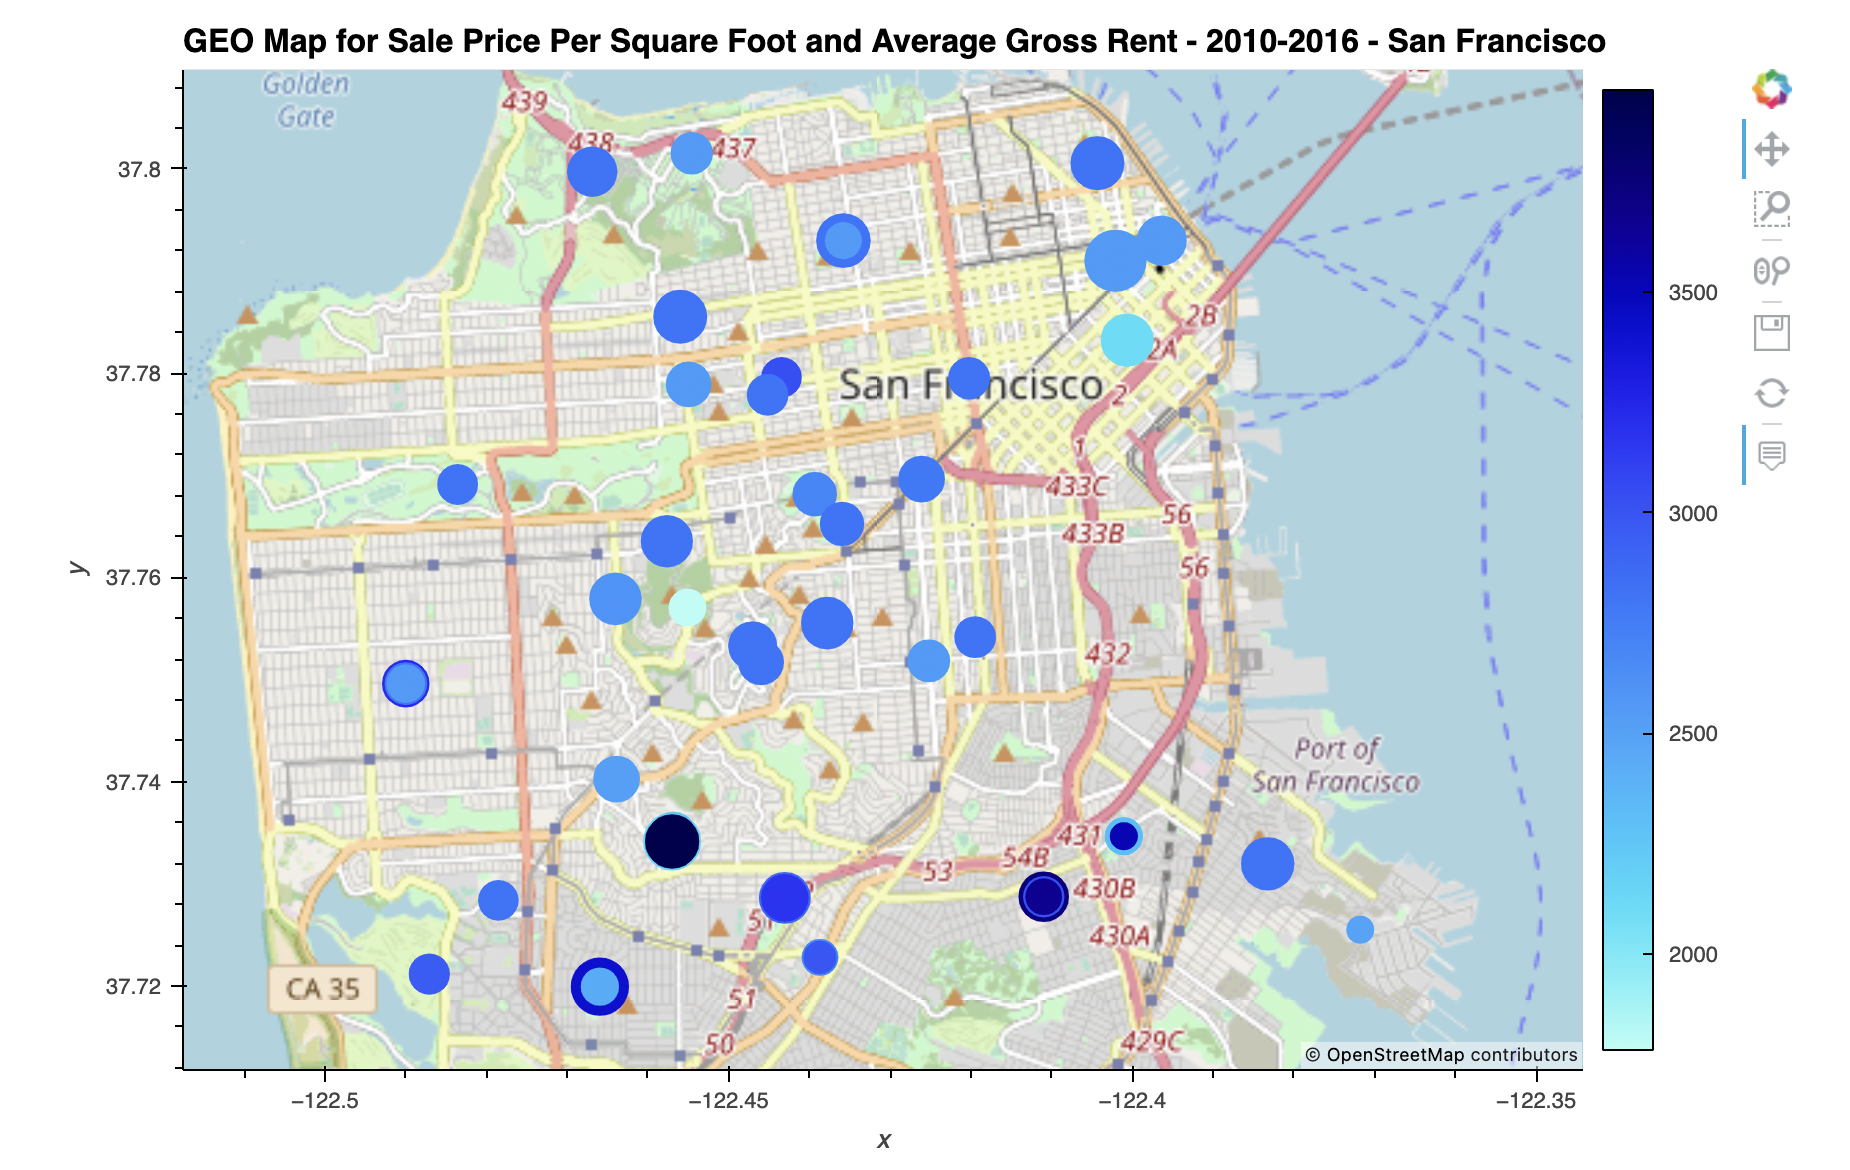 GEO Map for Sale Price Per Square Foot and Average Gross Rent - 2010-2016 - San Francisco
Golden
Gate
439
438
437
37.8
2B
2A
3500
37.78
San Fr ncisco
2
1
433C
56
433B
3000
y
37.76
56
432
2500
Port of
San Francisco
37.74
431
54B
53
430B
51
430A
2000
CA 35
37.72
51
50
429C
© OpenStreetMap contributors
−122.5
−122.45
−122.4
−122.35
x